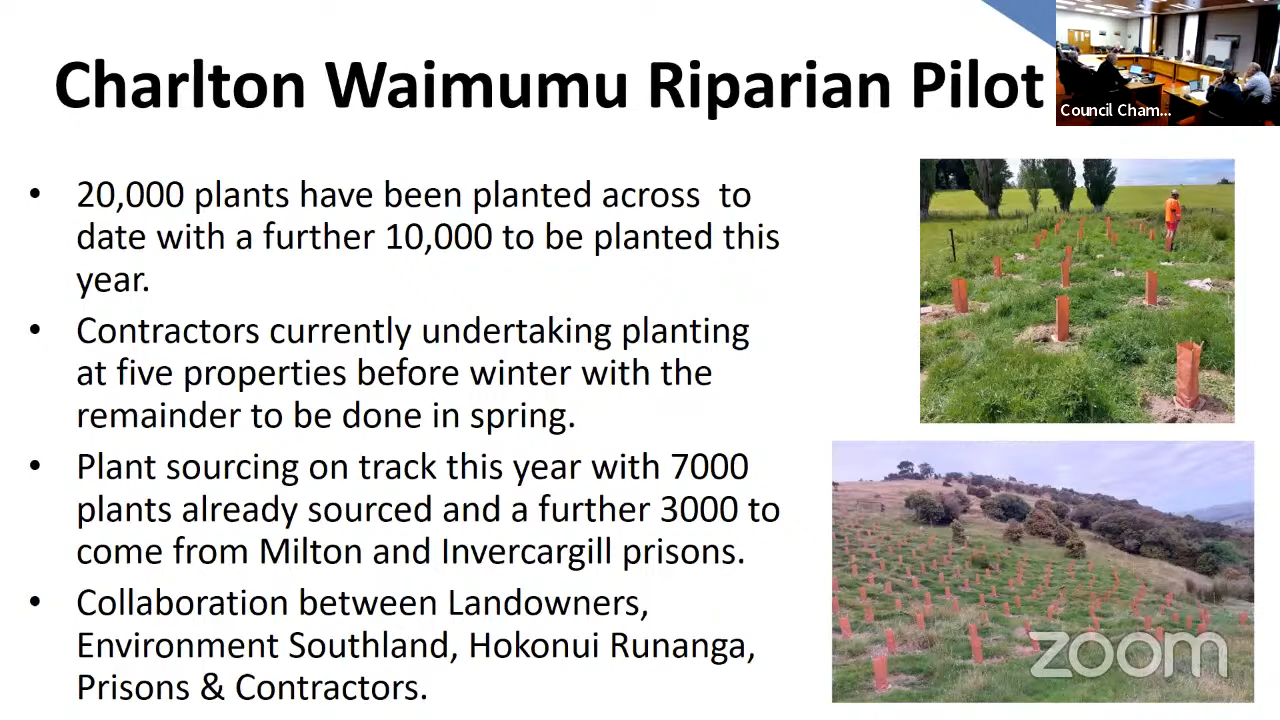 Charlton Waimumu Riparian Pilot
Council Cham...
• 20,000 plants have been planted across  to
date with a further 10,000 to be planted this
year.
• Contractors currently undertaking planting
at five properties before winter with the
remainder to be done in spring.
• Plant sourcing on track this year with 7000
plants already sourced and a further 3000 to
come from Milton and Invercargill prisons.
• Collaboration between Landowners,
Environment Southland, Hokonui Runanga,
Prisons & Contractors.
zoom